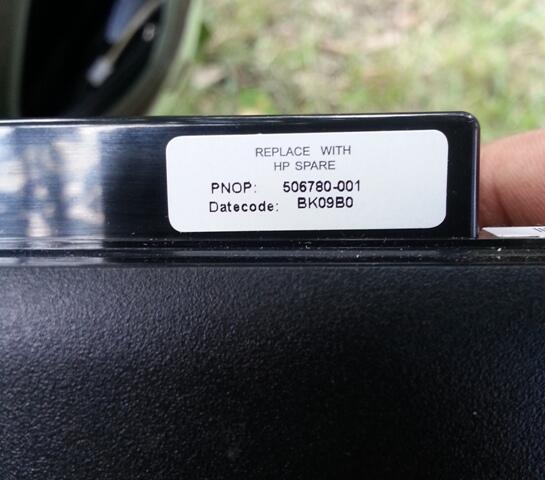 REPLACE WITH
HP SPARE
PNOP: 506780-001
Datecode: BK09B0